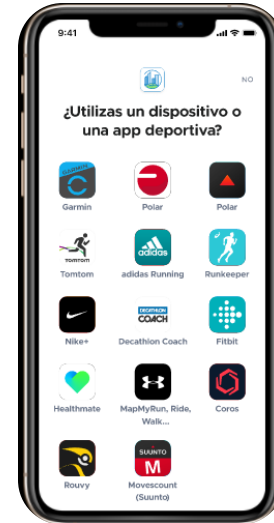 9:41
NO
¿Utilizas un dispositivo o
una app deportiva?
GARMIN
Garmin
Polar
Polar
TOMTOM
Tomtom
adidas
adidas Running
Runkeeper
Nike+
DECATHLON
COACH
Decathlon Coach
Fitbit
Healthmate
MapMyRun, Ride,
Walk...
Coros
Rouvy
SUUNTO
M
Movescount
(Suunto)